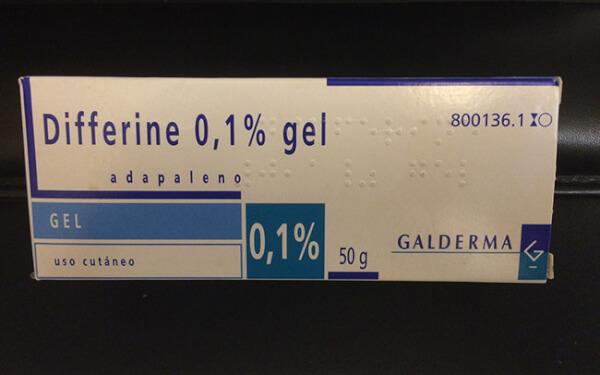 Differine 0,1% gel
800136.1
adapaleno
GEL
0,1%
50 g
GALDERMA
uso cutáneo